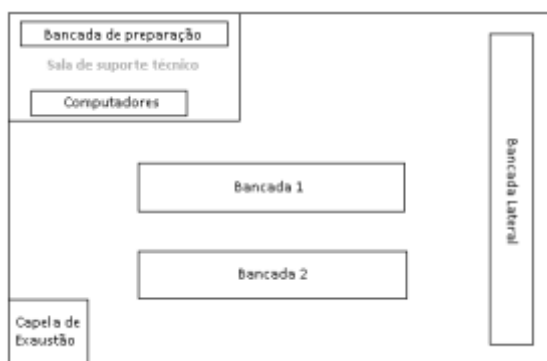 Bancada de preparação
Sala de suporte técnico
Computadores
Bancada 1
Bancada Lateral
Bancada 2
Capela de
Exaustão